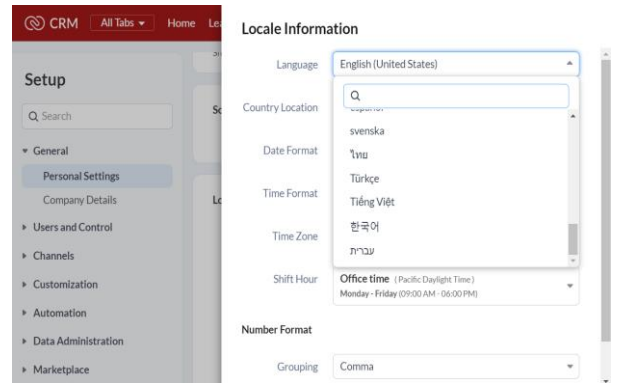 CRM
All Tabs
Home
Setup
Search
General
Personal Settings
Company Details
Users and Control
Channels
Customization
Automation
Data Administration
Marketplace
Locale Information
Language English (United States)
svenska
ไทย
Türkçe
Tiếng Việt
한국어
עברית
Country Location
Date Format
Time Format
Time Zone
Shift Hour Office time (Pacific Daylight Time)
Monday - Friday (09:00 AM - 06:00 PM)
Number Format
Grouping Comma